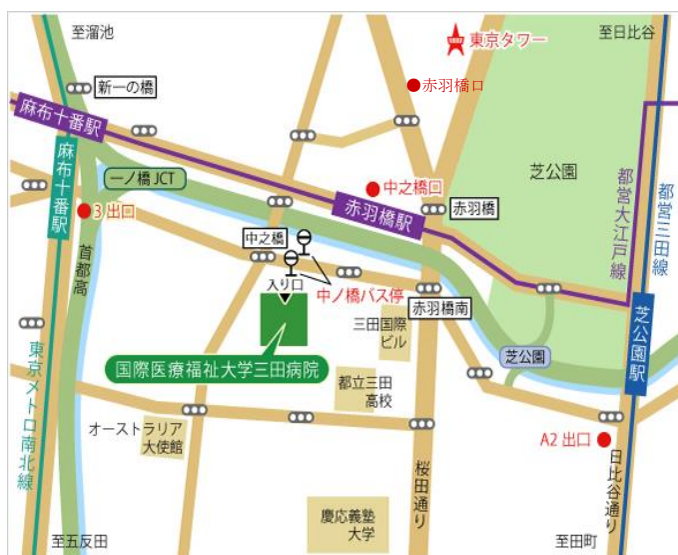 至溜池
東京タワー
至日比谷
新一の橋
赤羽橋口
麻布十番駅
麻布十番駅
一ノ橋 JCT
中之橋口
芝公園
3 出口
赤羽橋駅
赤羽橋
都営大江戸線
都営三田線
首都高
中之橋
入り口
中ノ橋バス停
赤羽橋南
三田国際
ビル
芝公園
芝公園駅
国際医療福祉大学三田病院
都立三田
高校
東京メトロ南北線
オーストラリア
大使館
A2 出口
桜田通り
日比谷通り
慶応義塾
大学
至五反田
至田町